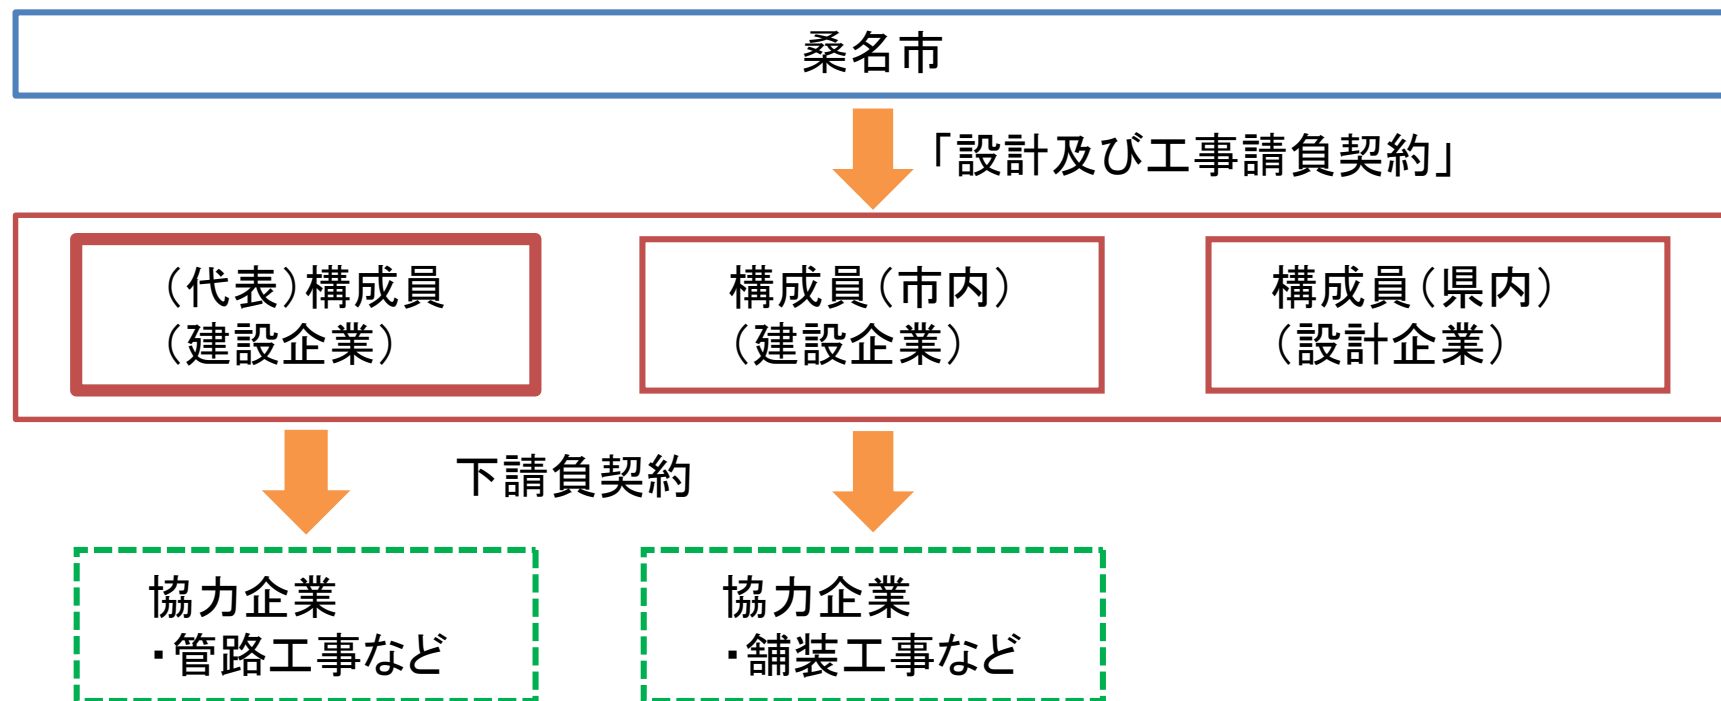 桑名市
「設計及び工事請負契約」
（代表）構成員
（建設企業）
構成員（市内）
（建設企業）
構成員（県内）
（設計企業）
下請負契約
協力企業
・管路工事など
協力企業
・舗装工事など